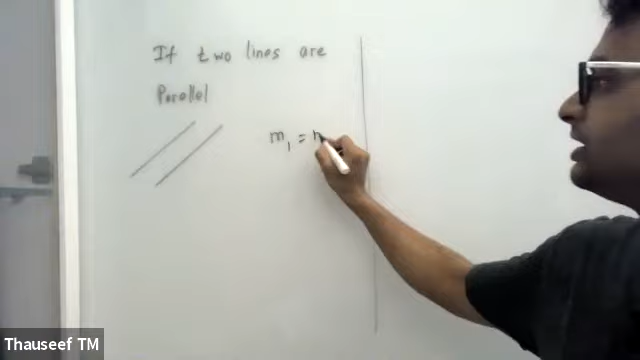 If two lines are
Parallel
m₁ =
Thauseef TM